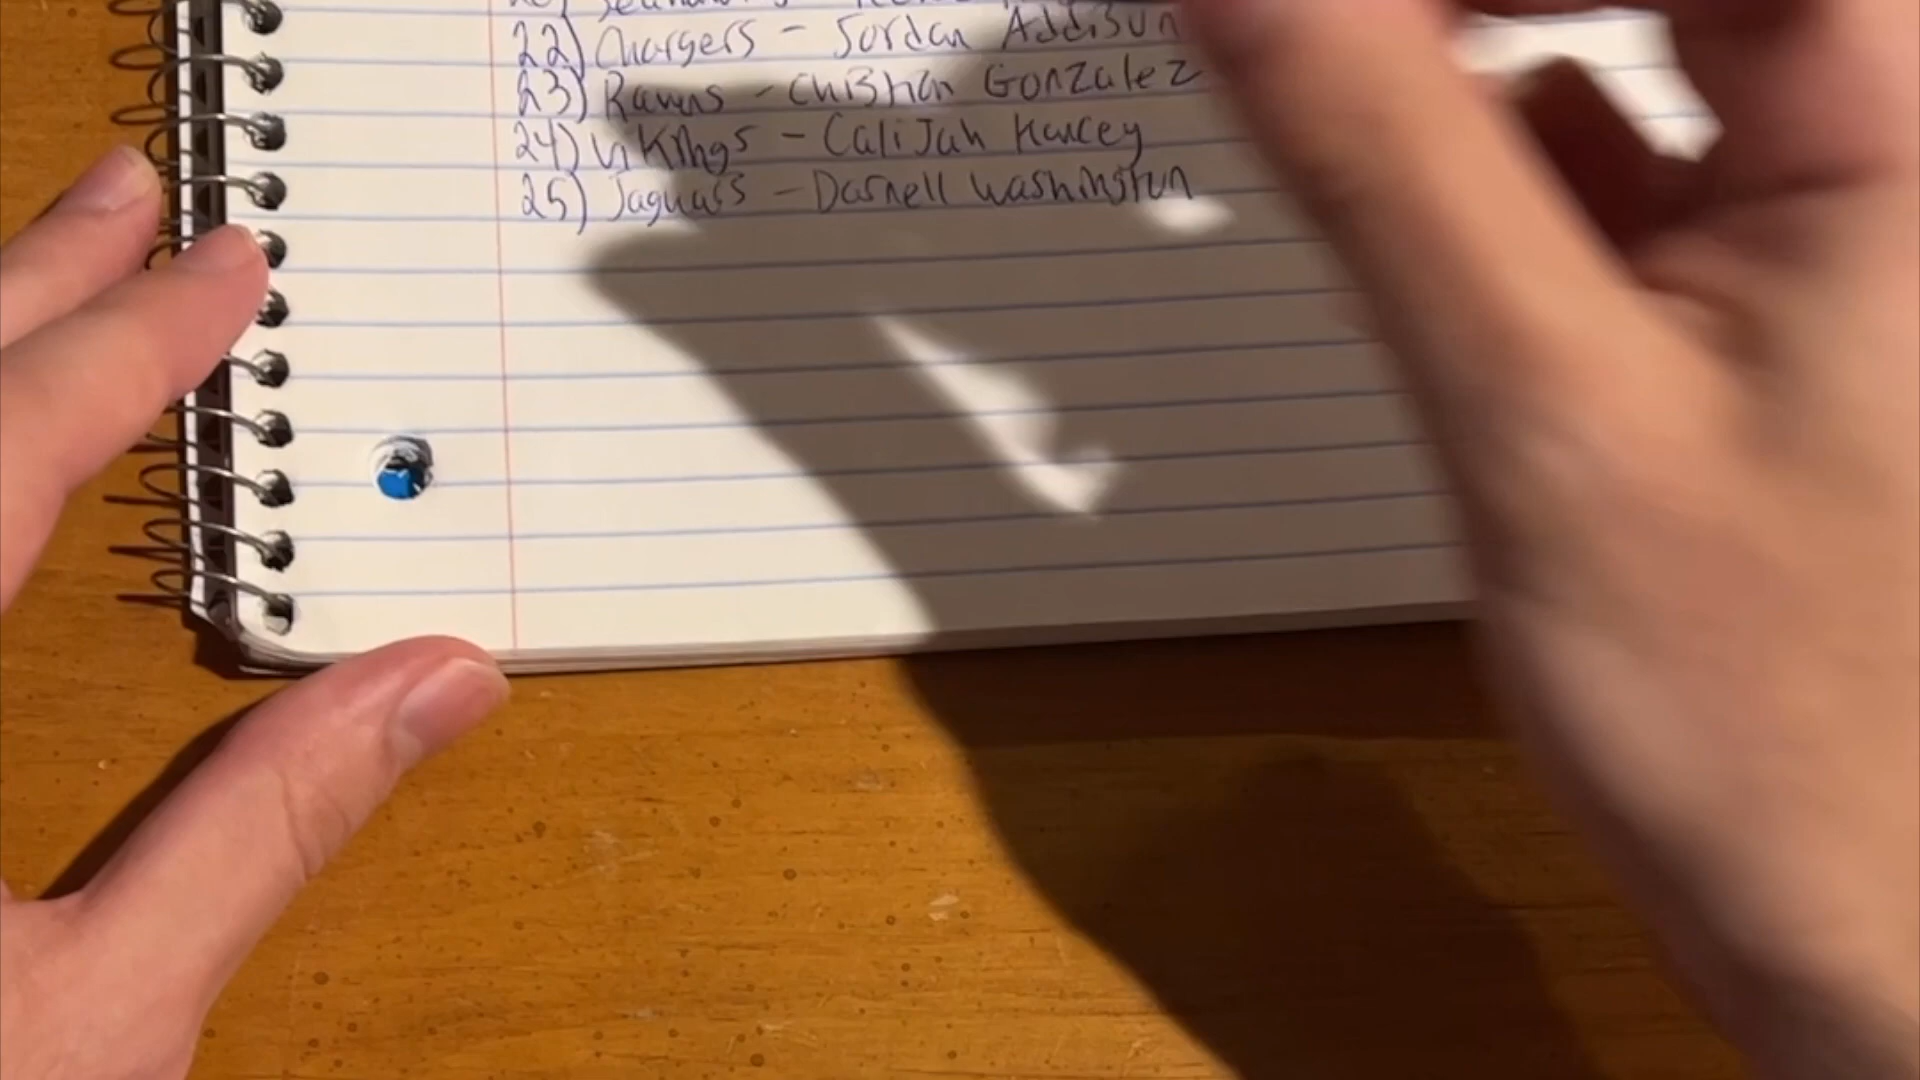 22) Chargers - Jordan Addison
23) Ravens - Christian Gonzalez
24) Vikings - Calijah Kancey
25) Jaguars - Darnell Washington